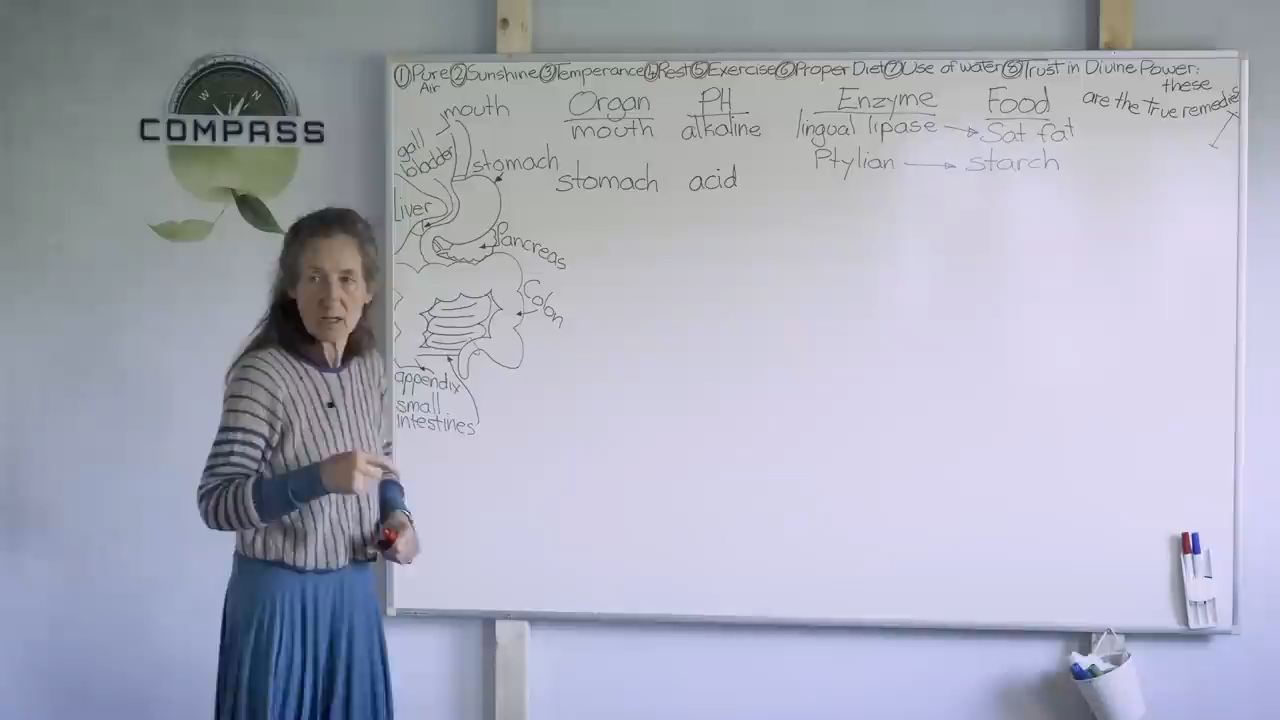 W N
COMPASS
①Pure ②Sunshine ③Temperance ④Rest ⑤Exercise ⑥Proper Diet ⑦Use of water ⑧Trust in Divine Power:
Air
these
are the true remedies
mouth
gall
bladder
stomach
Liver
Pancreas
Colon
appendix
small
intestines
Organ PH Enzyme Food
mouth alkaline lingual lipase → Sat fat
Ptylian → starch
stomach acid